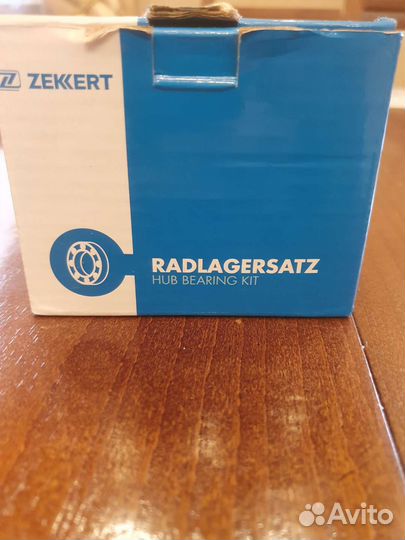 ZEKKERT
RADLAGERSATZ
HUB BEARING KIT
Avito